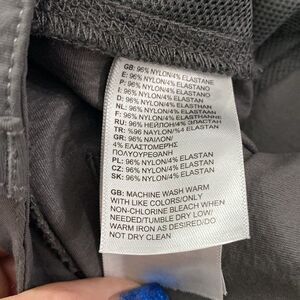 GB: 96% NYLON/4% ELASTANE
E: 96% NYLON/4% ELASTANE
P: 96% NYLON/4% ELASTANO
I: 96% NYLON/4% ELASTAN
D: 96% NYLON/4% ELASTHAN
NL: 96% NYLON/4% ELASTAN
F: 96% NYLON/4% ELASTHANNE
RU: 96% НЕЙЛОН/4% ЭЛАСТАН
TR: %96 NAYLON/%4 ELASTAN
GR: 96% ΝΑΙΛΟΝ/
4% ΕΛΑΣΤΟΜΕΡΗΣ
ΠΟΛΥΟΥΡΕΘΑΝΗ
PL: 96% NYLON/4% ELASTAN
CZ: 96% NYLON/4% ELASTAN
SK: 96% NYLON/4% ELASTAN
GB: MACHINE WASH WARM
WITH LIKE COLORS/ONLY
NON-CHLORINE BLEACH WHEN
NEEDED/TUMBLE DRY LOW/
WARM IRON AS DESIRED/DO
NOT DRY CLEAN